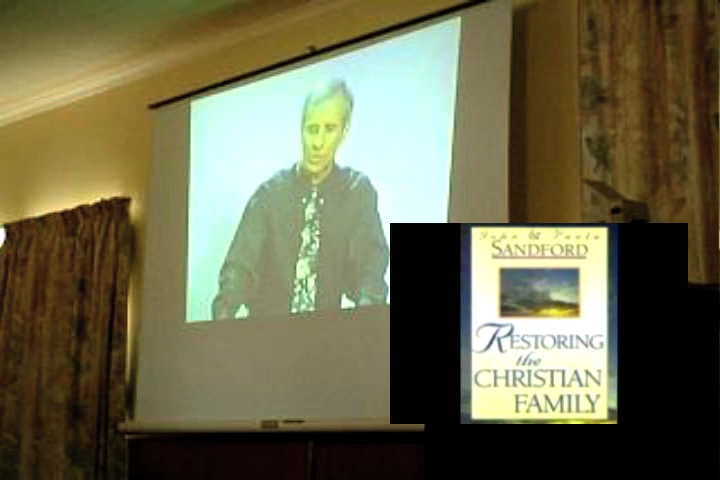 John & Paula
SANDFORD
RESTORING
the
CHRISTIAN
FAMILY